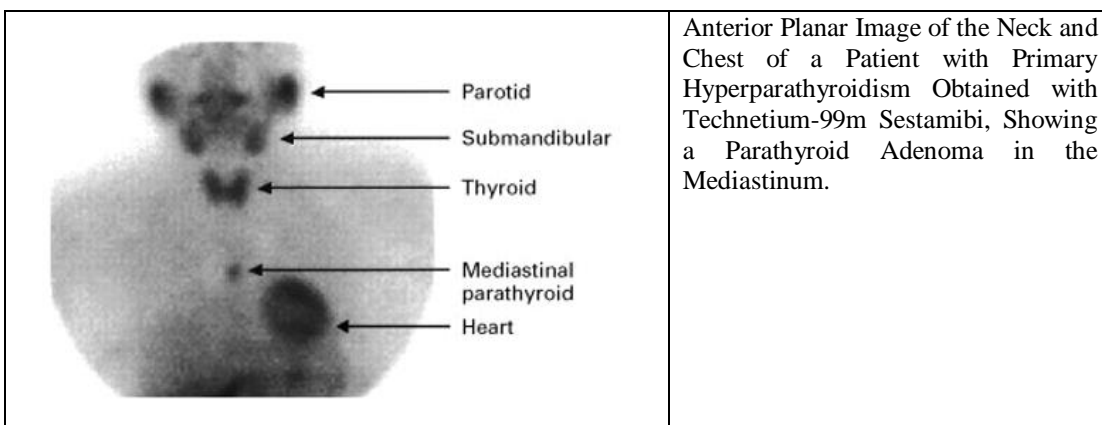 Parotid
Submandibular
Thyroid
Mediastinal
parathyroid
Heart
Anterior Planar Image of the Neck and
Chest of a Patient with Primary
Hyperparathyroidism Obtained with
Technetium-99m Sestamibi, Showing
a Parathyroid Adenoma in the
Mediastinum.